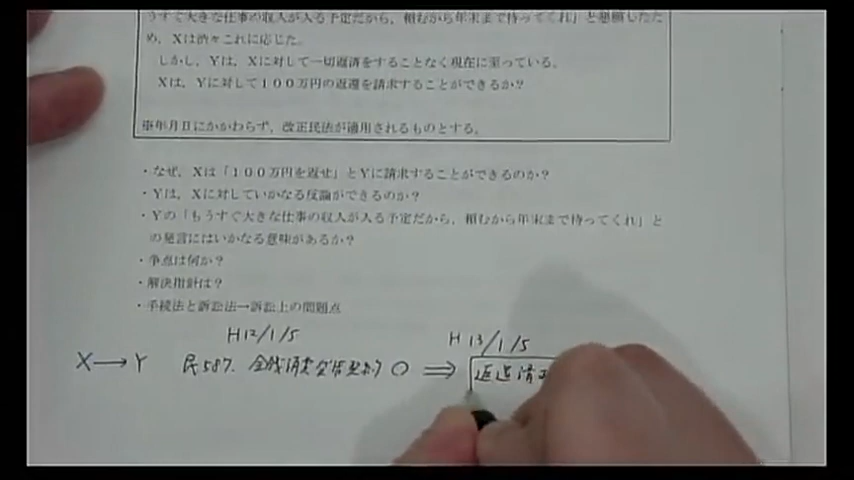 もうすぐ大きな仕事の収入が入る予定だから、頼むから年末まで待ってくれ」と懇願したた
め、Xは渋々これに応じた。
しかし、Yは、Xに対して一切返済をすることなく現在に至っている。
Xは、Yに対して１００万円の返還を請求することができるか？
※年月日にかかわらず、改正民法が適用されるものとする。
・なぜ、Xは「１００万円を返せ」とYに請求することができるのか？
・Yは、Xに対していかなる反論ができるのか？
・Yの「もうすぐ大きな仕事の収入が入る予定だから、頼むから年末まで待ってくれ」と
の発言にはいかなる意味があるか？
・争点は何か？
・解決指針は？
・手続法と訴訟法→訴訟上の問題点
H12/1/5 H13/1/5
X→Y 民587. 金銭消費貸借契約 ○ ⇒ 返還請